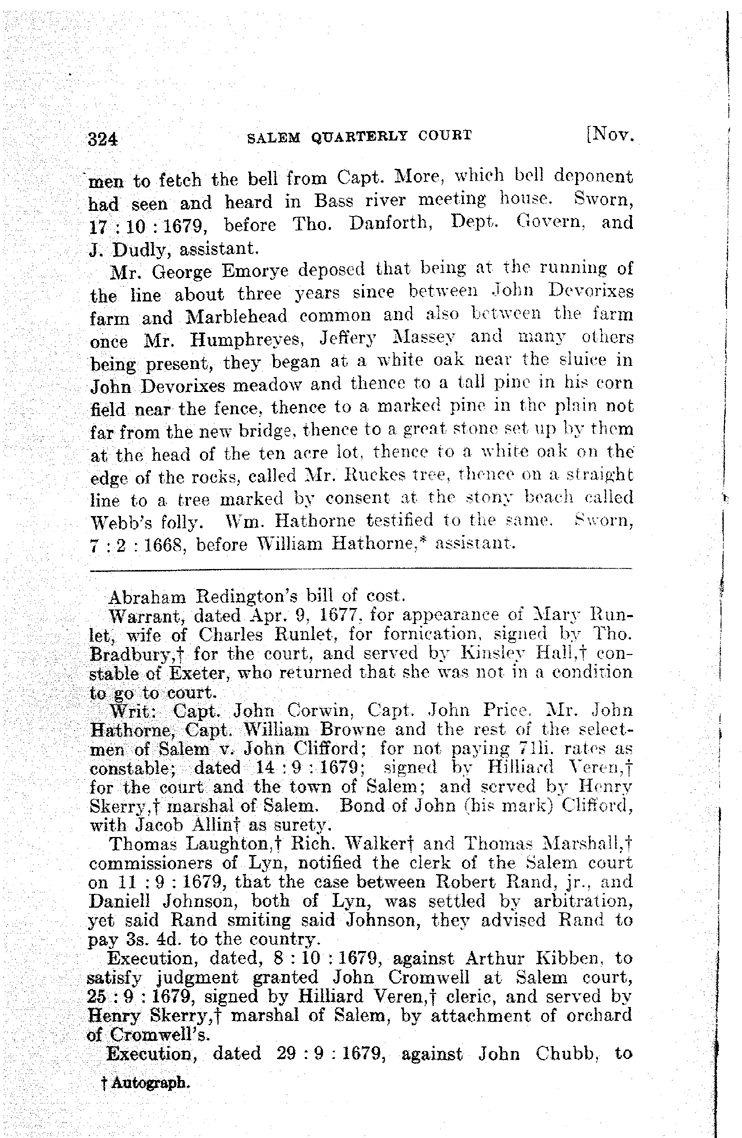 324 SALEM QUARTERLY COURT [Nov.
men to fetch the bell from Capt. More, which bell deponent
had seen and heard in Bass river meeting house. Sworn,
17 : 10 : 1679, before Tho. Danforth, Dept. Govern, and
J. Dudly, assistant.
Mr. George Emorye deposed that being at the running of
the line about three years since between John Devorixes
farm and Marblehead common and also between the farm
once Mr. Humphreyes, Jeffery Massey and many others
being present, they began at a white oak near the sluice in
John Devorixes meadow and thence to a tall pine in his corn
field near the fence, thence to a marked pine in the plain not
far from the new bridge, thence to a great stone set up by them
at the head of the ten acre lot, thence to a white oak on the
edge of the rocks, called Mr. Ruckes tree, thence on a straight
line to a tree marked by consent at the stony beach called
Webb's folly. Wm. Hathorne testified to the same. Sworn,
7 : 2 : 1668, before William Hathorne,* assistant.
Abraham Redington's bill of cost.
Warrant, dated Apr. 9, 1677, for appearance of Mary Run-
let, wife of Charles Runlet, for fornication, signed by Tho.
Bradbury,† for the court, and served by Kinsley Hall,† con-
stable of Exeter, who returned that she was not in a condition
to go to court.
Writ: Capt. John Corwin, Capt. John Price, Mr. John
Hathorne, Capt. William Browne and the rest of the select-
men of Salem v. John Clifford; for not paying 71li. rates as
constable; dated 14 : 9 : 1679; signed by Hilliard Veren,†
for the court and the town of Salem; and served by Henry
Skerry,† marshal of Salem. Bond of John (his mark) Clifford,
with Jacob Allin† as surety.
Thomas Laughton,† Rich. Walker† and Thomas Marshall,†
commissioners of Lyn, notified the clerk of the Salem court
on 11 : 9 : 1679, that the case between Robert Rand, jr., and
Daniell Johnson, both of Lyn, was settled by arbitration,
yet said Rand smiting said Johnson, they advised Rand to
pay 3s. 4d. to the country.
Execution, dated, 8 : 10 : 1679, against Arthur Kibben, to
satisfy judgment granted John Cromwell at Salem court,
25 : 9 : 1679, signed by Hilliard Veren,† cleric, and served by
Henry Skerry,† marshal of Salem, by attachment of orchard
of Cromwell's.
Execution, dated 29 : 9 : 1679, against John Chubb, to
† Autograph.